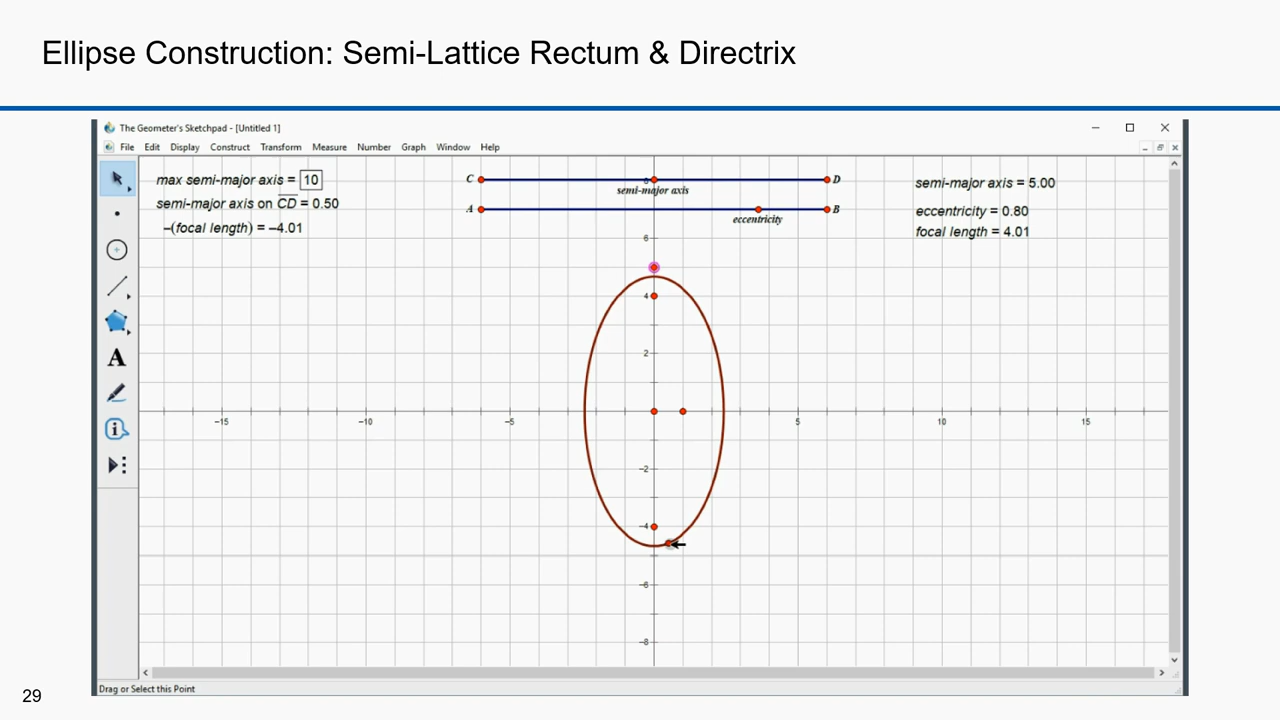 Ellipse Construction: Semi-Lattice Rectum & Directrix
The Geometer's Sketchpad - [Untitled 1]
File Edit Display Construct Transform Measure Number Graph Window Help
max semi-major axis = 10
semi-major axis on CD = 0.50
-(focal length) = -4.01
C D
semi-major axis
A B
eccentricity
semi-major axis = 5.00
eccentricity = 0.80
focal length = 4.01
6
4
2
-15 -10 -5 5 10 15
-2
-4
-6
-8
Drag or Select this Point
29